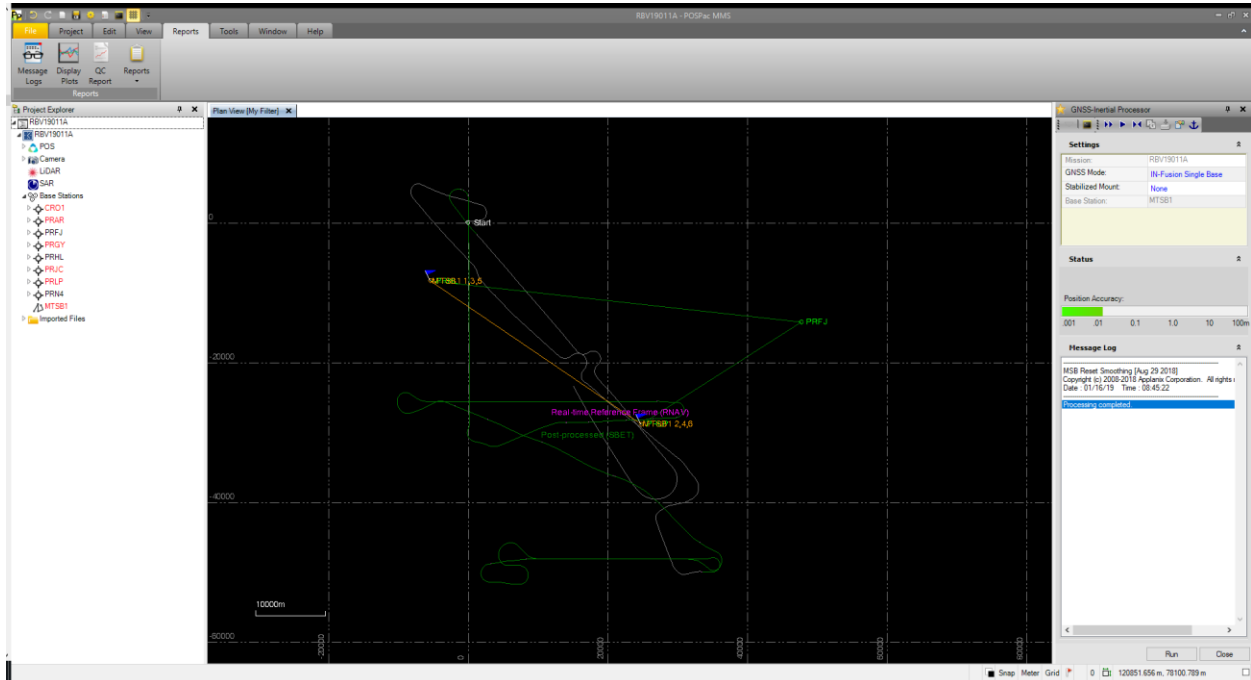 RBV19011A - POSPac MMS
File Project Edit View Reports Tools Window Help
Message Logs
Display Plots
QC Report
Reports
Reports
Project Explorer
RBV19011A
RBV19011A
POS
Camera
LiDAR
SAR
Base Stations
CRO1
PRAR
PRFJ
PRGY
PRHL
PRJC
PRLP
PRN4
MTSB1
Imported Files
Plan View [My Filter]
0
Start
PRFJ
-20000
Real-time Reference Frame (RNAV)
Post-processed (SBET)
-40000
10000m
-60000
-20000
0
20000
GNSS-Inertial Processor
Settings
Mission: RBV19011A
GNSS Mode: IN-Fusion Single Base
Stabilized Mount: None
Base Station: MTSB1
Status
Position Accuracy:
.001 .01 0.1 1.0 10 100m
Message Log
MSB Reset Smoothing [Aug 29 2018]
Copyright (c) 2008-2018 Applanix Corporation. All rights
Date : 01/16/19 Time : 08:45:22
Processing completed.
Run Close
Snap Meter Grid 0 120851.656 m, 78100.789 m